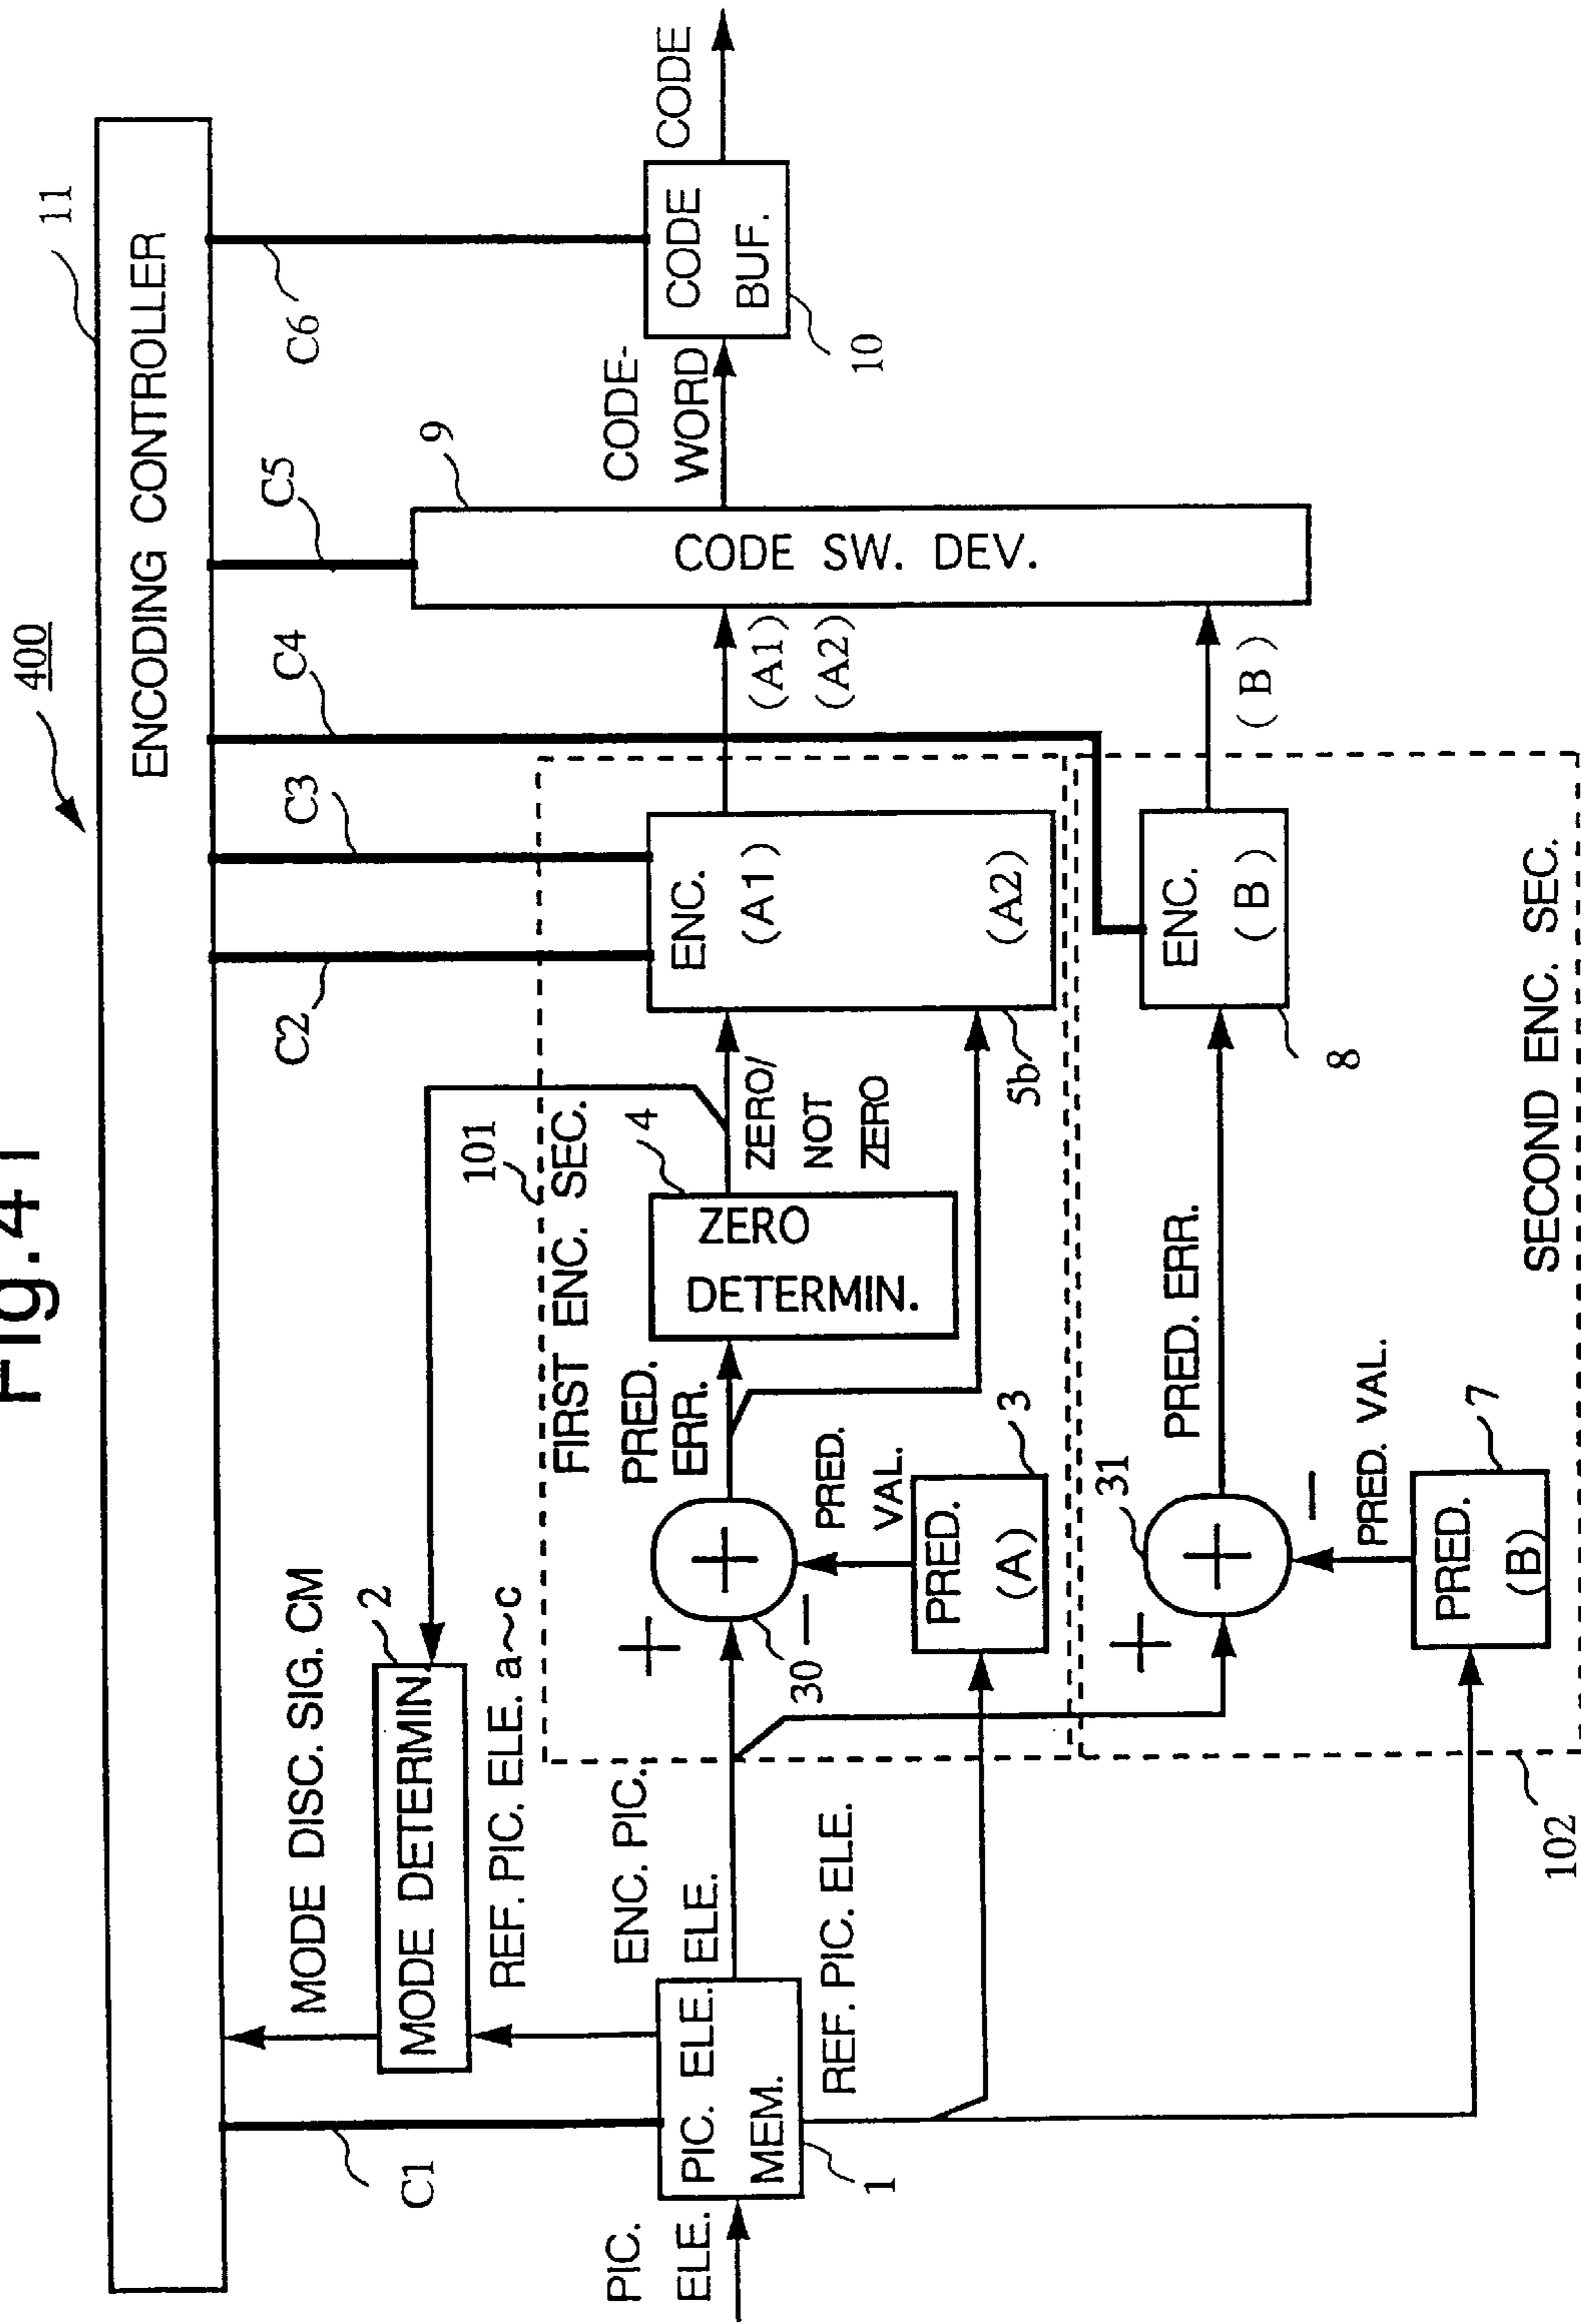 Fig.41
400
11
ENCODING CONTROLLER
C1
MODE DISC. SIG. CM
C2
C3
C4
C5
C6
2
MODE DETERMIN.
REF. PIC. ELE. a~c
101
FIRST ENC. SEC.
9
CODE SW. DEV.
PIC.
ELE.
PIC. ELE.
MEM.
1
ENC. PIC.
ELE.
REF. PIC. ELE.
+
+
30
−
PRED.
ERR.
PRED.
VAL.
PRED.
(A)
3
4
ZERO
DETERMIN.
ZERO/
NOT
ZERO
ENC.
(A1)
(A2)
5b
(A1)
(A2)
CODE-
WORD
CODE
BUF.
10
CODE
31
+
+
−
PRED. ERR.
PRED. VAL.
PRED.
(B)
7
ENC.
(B)
8
(B)
102
SECOND ENC. SEC.